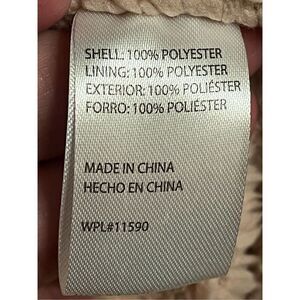 SHELL: 100% POLYESTER
LINING: 100% POLYESTER
EXTERIOR: 100% POLIÉSTER
FORRO: 100% POLIÉSTER
MADE IN CHINA
HECHO EN CHINA
WPL#11590